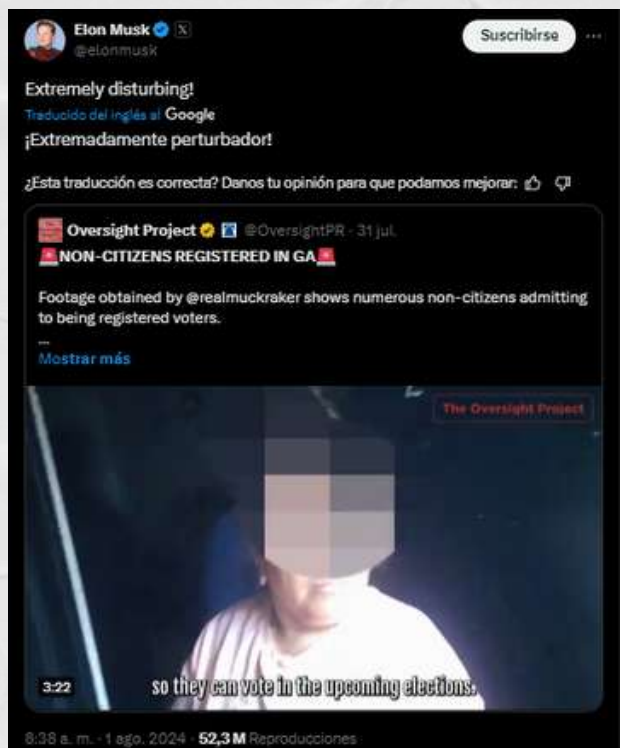 Elon Musk
@elonmusk
Suscribirse
Extremely disturbing!
Traducido del inglés al Google
¡Extremadamente perturbador!
¿Esta traducción es correcta? Danos tu opinión para que podamos mejorar:
Oversight Project @OversightPR · 31 jul.
🚨NON-CITIZENS REGISTERED IN GA🚨
Footage obtained by @realmuckraker shows numerous non-citizens admitting
to being registered voters.
...
Mostrar más
The Oversight Project
so they can vote in the upcoming elections.
3:22
8:38 a. m. · 1 ago. 2024 · 52,3 M Reproducciones